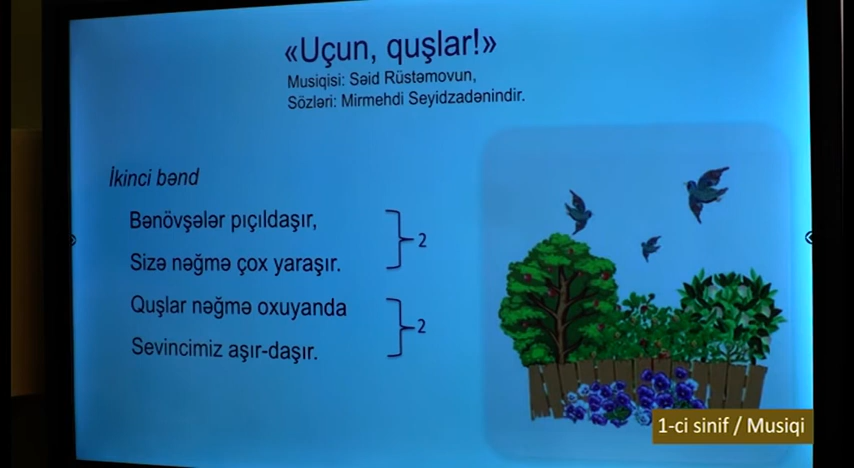 «Uçun, quşlar!»
Musiqisi: Səid Rüstəmovun,
Sözləri: Mirmehdi Seyidzadənindir.
İkinci bənd
Bənövşələr pıçıldaşır,
Sizə nəğmə çox yaraşır.
2
Quşlar nəğmə oxuyanda
Sevincimiz aşır-daşır.
2
1-ci sinif / Musiqi